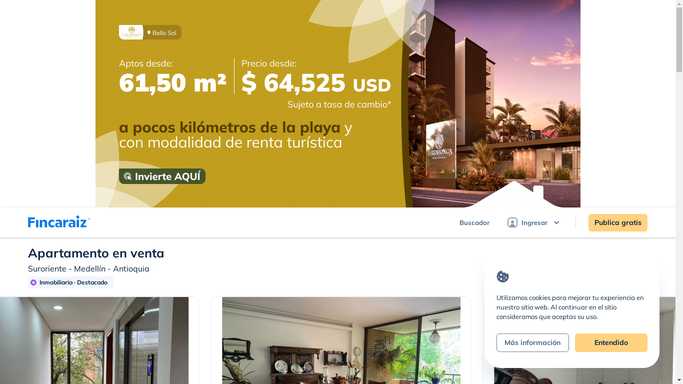 Bello Sol
Aptos desde:
61,50 m²
Precio desde:
$ 64,525 USD
Sujeto a tasa de cambio*
a pocos kilómetros de la playa y
con modalidad de renta turística
Invierte AQUÍ
Fincaraiz
Buscador
Ingresar
Publica gratis
Apartamento en venta
Suroriente - Medellín - Antioquia
Inmobiliaria · Destacado
Utilizamos cookies para mejorar tu experiencia en
nuestro sitio web. Al continuar en el sitio
consideramos que aceptas su uso.
Más información
Entendido